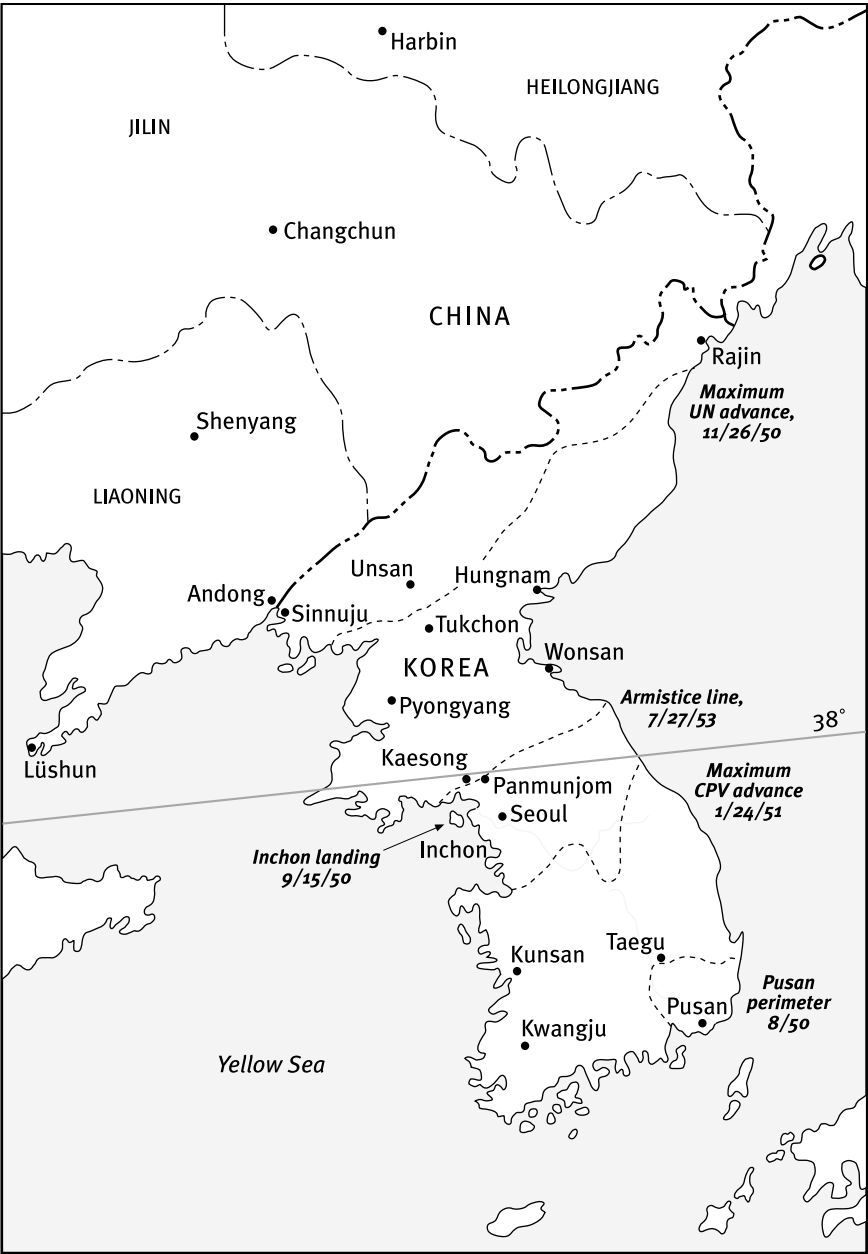 Harbin
HEILONGJIANG
JILIN
Changchun
CHINA
Rajin
Maximum
UN advance,
11/26/50
Shenyang
LIAONING
Unsan
Hungnam
Andong
Sinnuju
Tukchon
Wonsan
KOREA
Armistice line,
7/27/53
Pyongyang
38°
Lüshun
Kaesong
Panmunjom
Maximum
CPV advance
1/24/51
Seoul
Inchon landing
9/15/50
Inchon
Taegu
Kunsan
Pusan
perimeter
8/50
Pusan
Kwangju
Yellow Sea